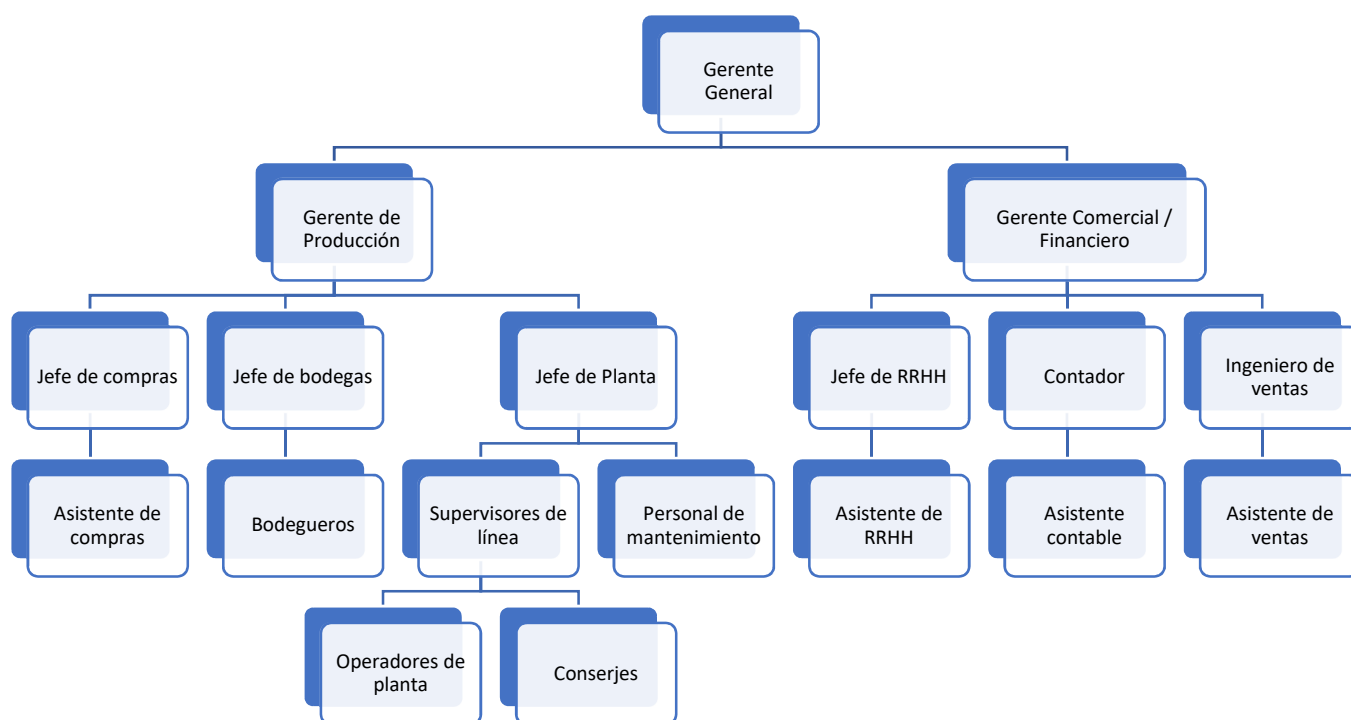 Gerente
General
Gerente de
Producción
Gerente Comercial /
Financiero
Jefe de compras
Jefe de bodegas
Jefe de Planta
Jefe de RRHH
Contador
Ingeniero de
ventas
Asistente de
compras
Bodegueros
Supervisores de
línea
Personal de
mantenimiento
Asistente de
RRHH
Asistente
contable
Asistente de
ventas
Operadores de
planta
Conserjes